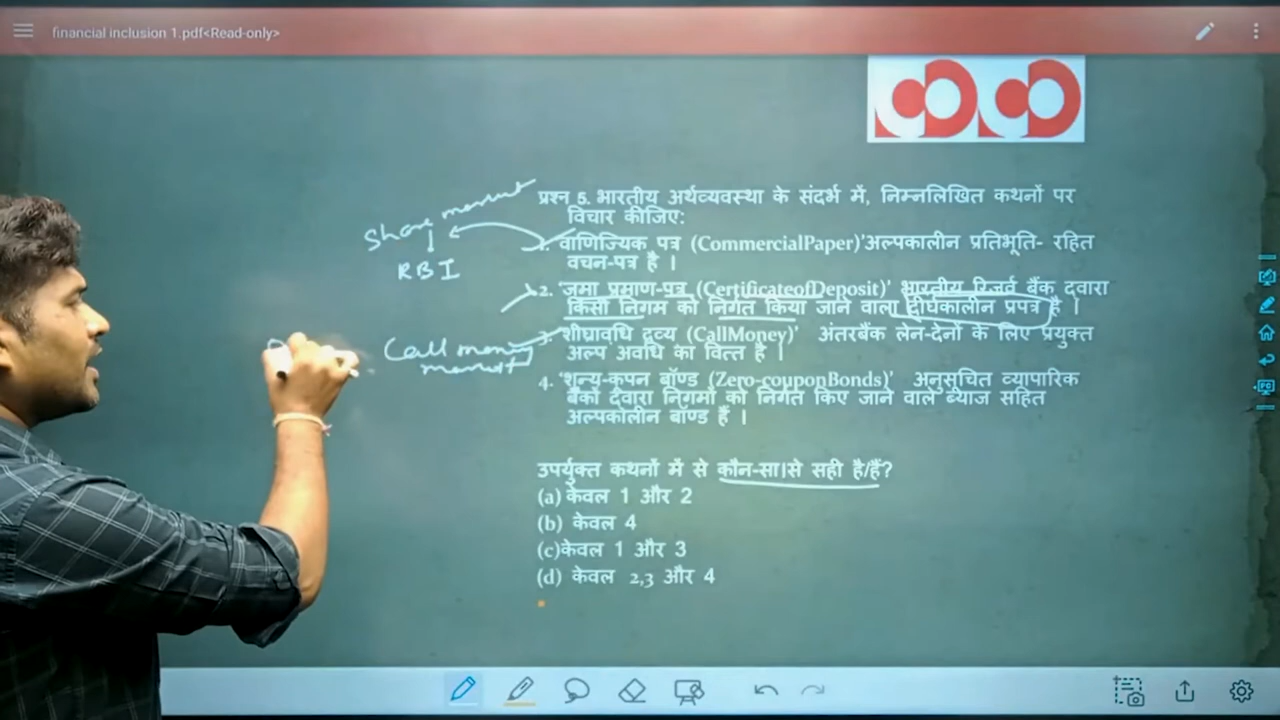 financial inclusion 1.pdf<Read-only>
प्रश्न 5. भारतीय अर्थव्यवस्था के संदर्भ में, निम्नलिखित कथनों पर
विचार कीजिए:
1. वाणिज्यिक पत्र (CommercialPaper)'अल्पकालीन प्रतिभूति- रहित
वचन-पत्र है ।
2. 'जमा प्रमाण-पत्र (CertificateofDeposit)' भारतीय रिजर्व बैंक द्वारा
किसी निगम को निर्गत किया जाने वाला दीर्घकालीन प्रपत्र है ।
3. 'शीघ्रावधि द्रव्य (CallMoney)' अंतरबैंक लेन-देनों के लिए प्रयुक्त
अल्प अवधि का वित्त है ।
4. 'शून्य-कूपन बॉण्ड (Zero-couponBonds)' अनुसूचित व्यापारिक
बैंकों द्वारा निगमों को निर्गत किए जाने वाले ब्याज सहित
अल्पकालीन बॉण्ड हैं ।
उपर्युक्त कथनों में से कौन-सा।से सही है/हैं?
(a) केवल 1 और 2
(b) केवल 4
(c)केवल 1 और 3
(d) केवल 2,3 और 4
RBI
Call money